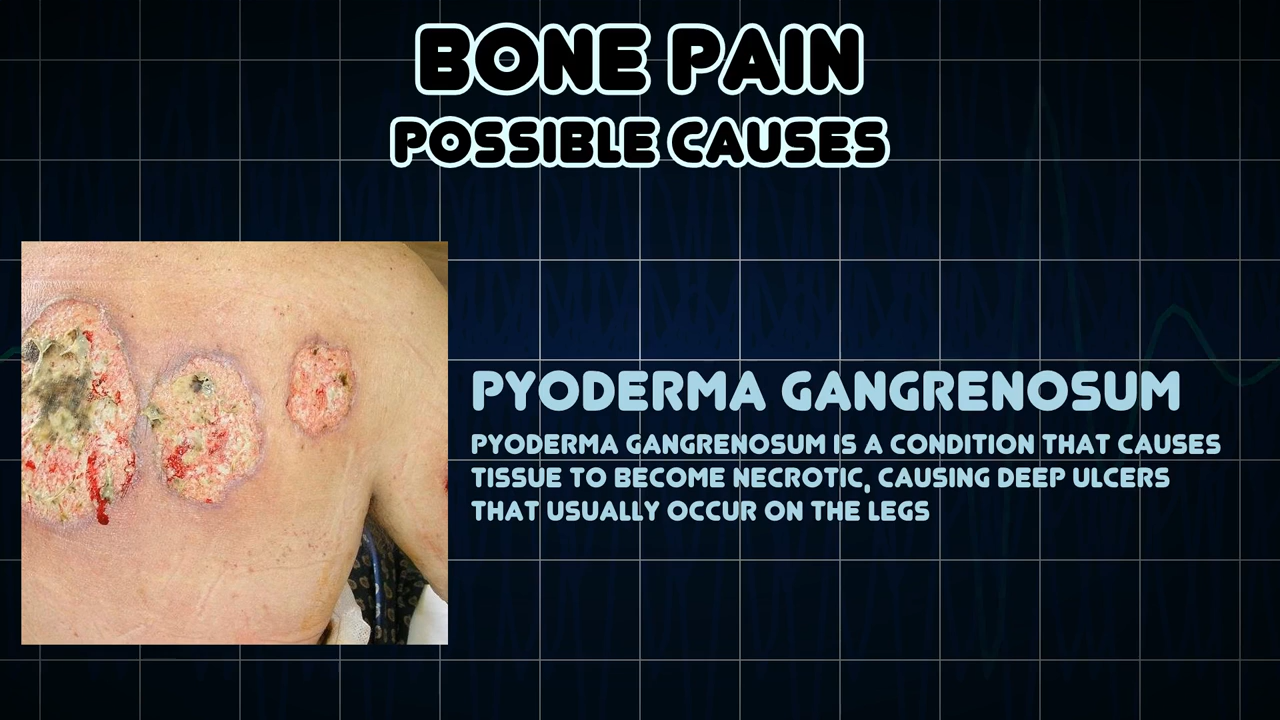 BONE PAIN
POSSIBLE CAUSES
PYODERMA GANGRENOSUM
PYODERMA GANGRENOSUM IS A CONDITION THAT CAUSES
TISSUE TO BECOME NECROTIC, CAUSING DEEP ULCERS
THAT USUALLY OCCUR ON THE LEGS